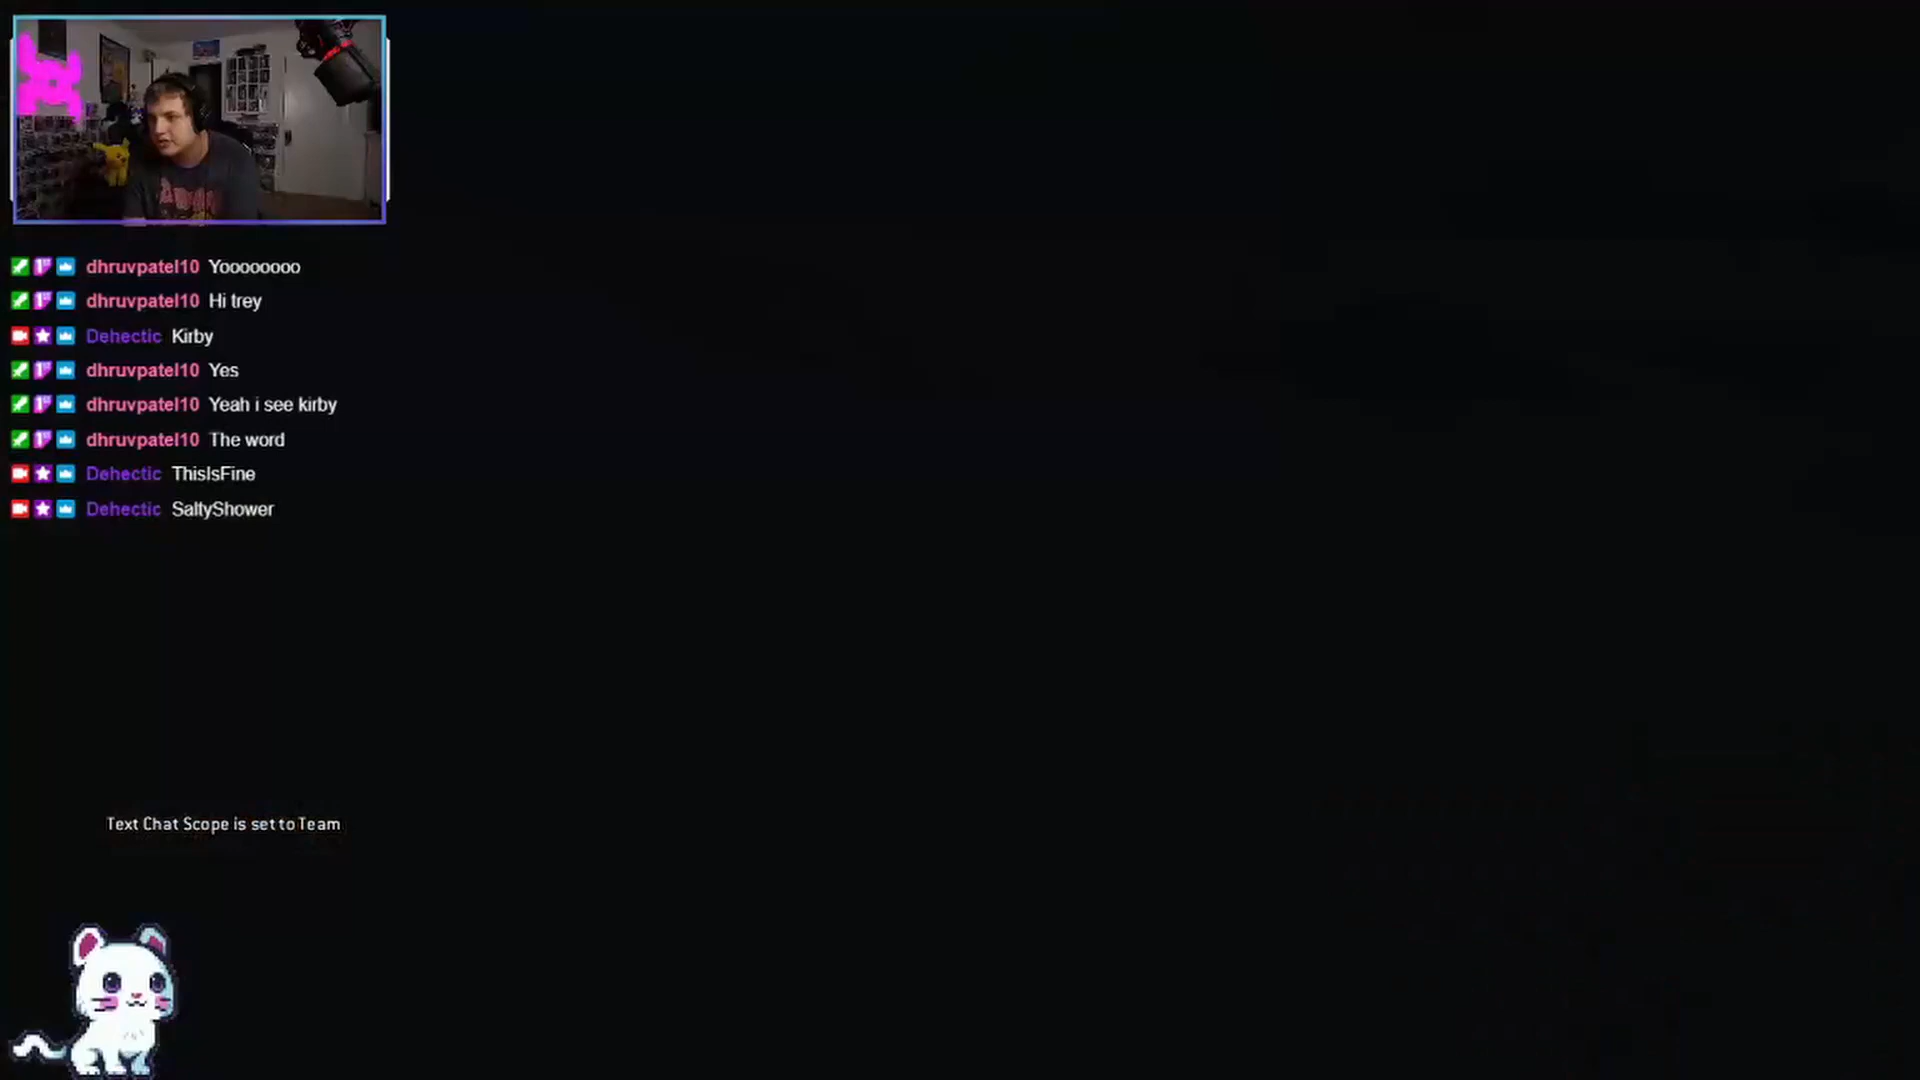 dhruvpatel10 Yoooooooo
dhruvpatel10 Hi trey
Dehectic Kirby
dhruvpatel10 Yes
dhruvpatel10 Yeah i see kirby
dhruvpatel10 The word
Dehectic ThisIsFine
Dehectic SaltyShower
Text Chat Scope is set to Team